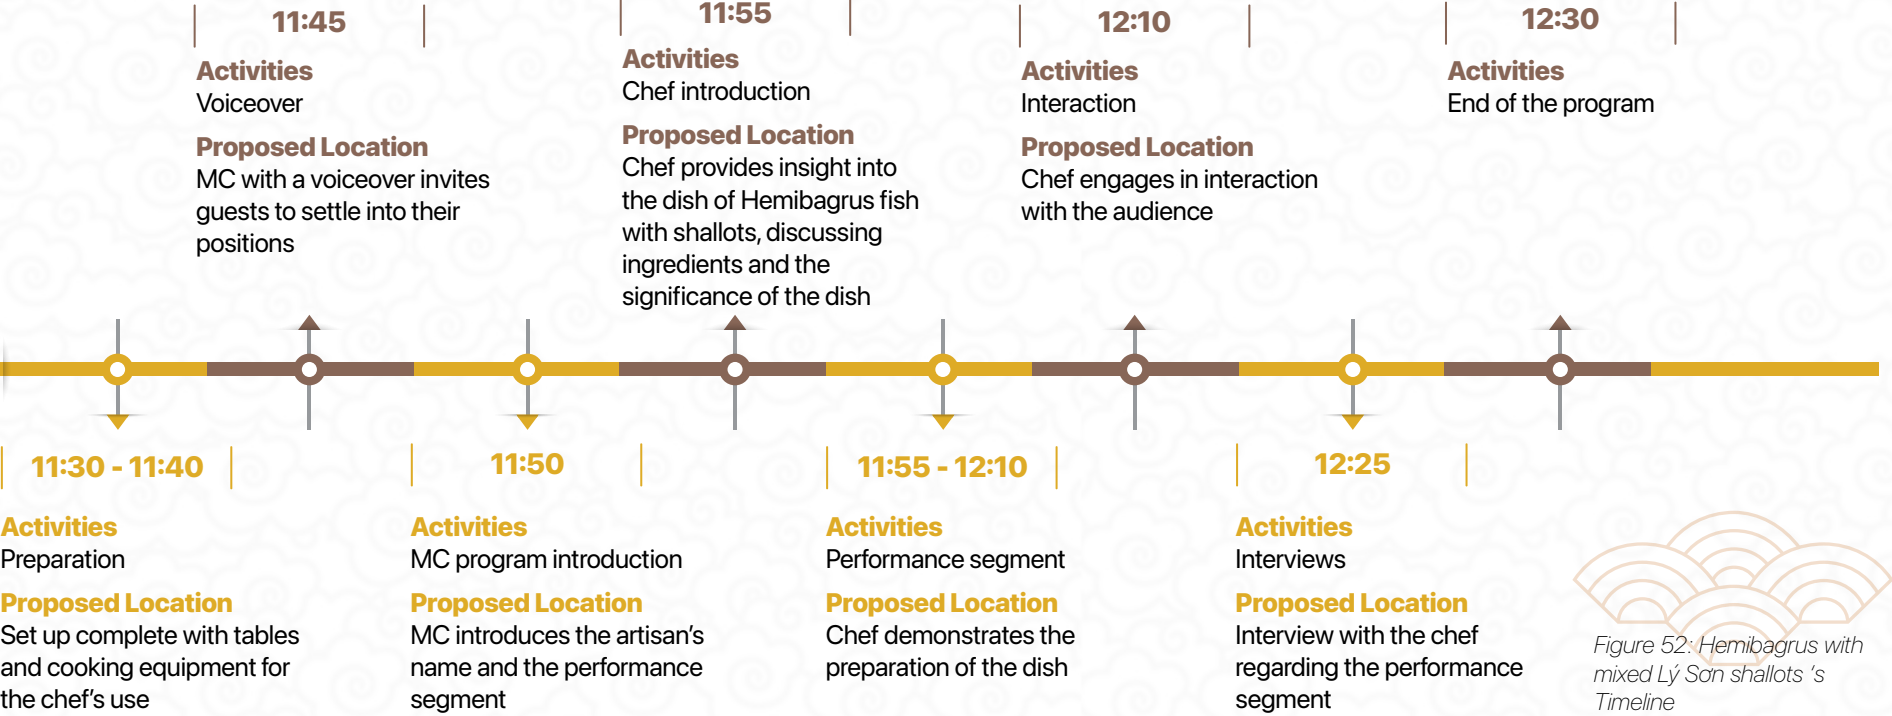 11:45
Activities
Voiceover
Proposed Location
MC with a voiceover invites
guests to settle into their
positions
11:55
Activities
Chef introduction
Proposed Location
Chef provides insight into
the dish of Hemibagrus fish
with shallots, discussing
ingredients and the
significance of the dish
12:10
Activities
Interaction
Proposed Location
Chef engages in interaction
with the audience
12:30
Activities
End of the program
11:30 - 11:40
Activities
Preparation
Proposed Location
Set up complete with tables
and cooking equipment for
the chef's use
11:50
Activities
MC program introduction
Proposed Location
MC introduces the artisan's
name and the performance
segment
11:55 - 12:10
Activities
Performance segment
Proposed Location
Chef demonstrates the
preparation of the dish
12:25
Activities
Interviews
Proposed Location
Interview with the chef
regarding the performance
segment
Figure 52: Hemibagrus with
mixed Lý Sơn shallots 's
Timeline